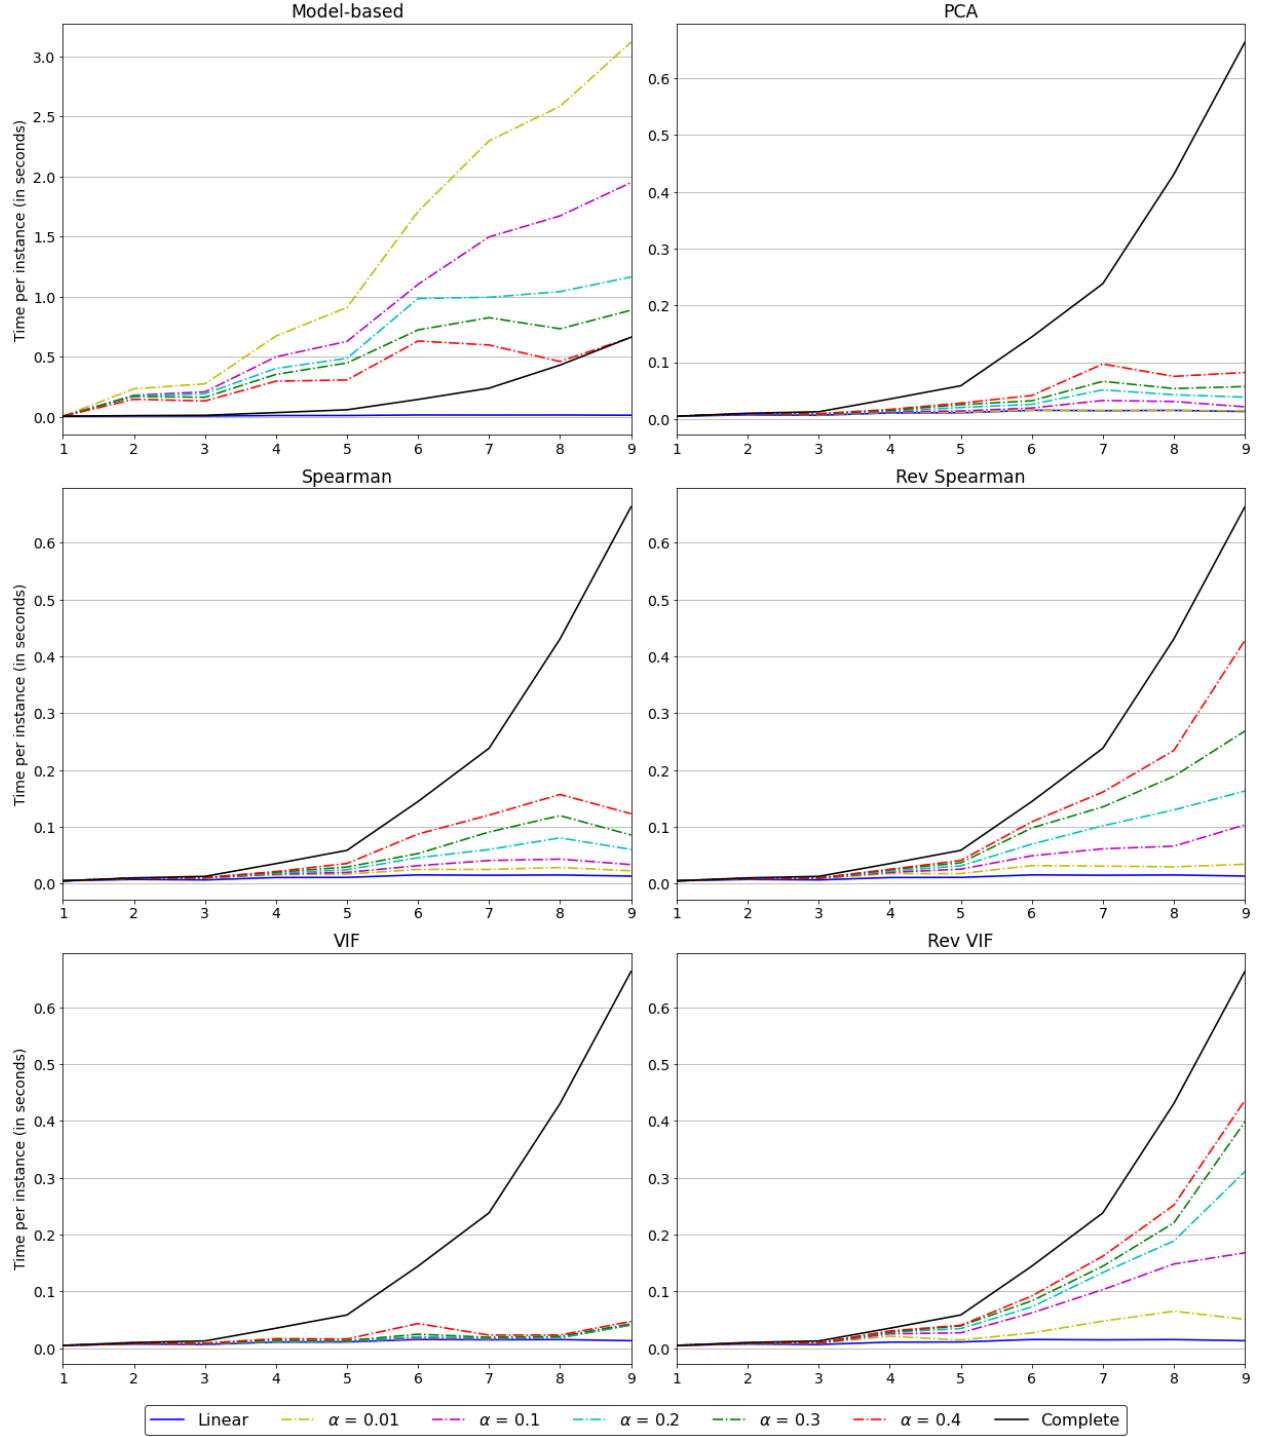 Model-based
PCA
Time per instance (in seconds)
3.0
2.5
2.0
1.5
1.0
0.5
0.0
1 2 3 4 5 6 7 8 9
0.6
0.5
0.4
0.3
0.2
0.1
0.0
1 2 3 4 5 6 7 8 9
Spearman
Rev Spearman
Time per instance (in seconds)
0.6
0.5
0.4
0.3
0.2
0.1
0.0
1 2 3 4 5 6 7 8 9
0.6
0.5
0.4
0.3
0.2
0.1
0.0
1 2 3 4 5 6 7 8 9
VIF
Rev VIF
Time per instance (in seconds)
0.6
0.5
0.4
0.3
0.2
0.1
0.0
1 2 3 4 5 6 7 8 9
0.6
0.5
0.4
0.3
0.2
0.1
0.0
1 2 3 4 5 6 7 8 9
Linear α = 0.01 α = 0.1 α = 0.2 α = 0.3 α = 0.4 Complete